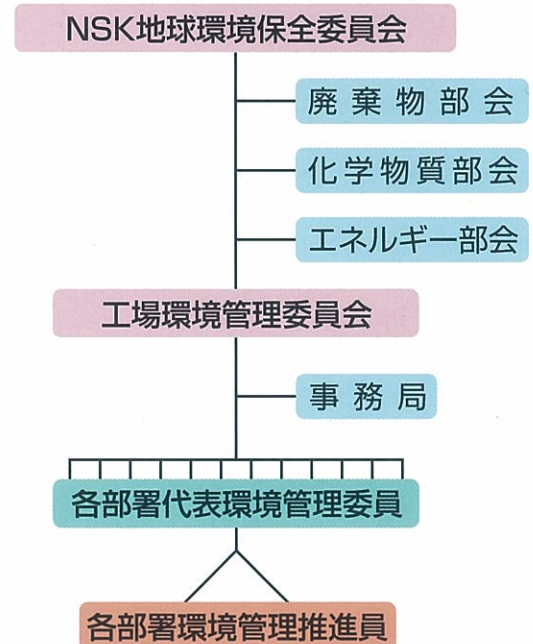 NSK地球環境保全委員会
廃棄物部会
化学物質部会
エネルギー部会
工場環境管理委員会
事務局
各部署代表環境管理委員
各部署環境管理推進員